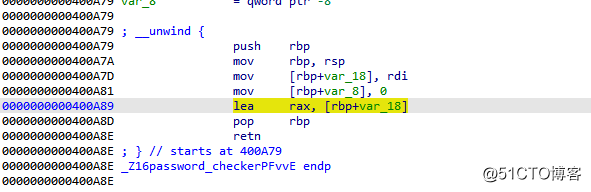 0000000000400A79 var_8 = qword ptr -8
0000000000400A79
0000000000400A79 ; __unwind {
0000000000400A79 push rbp
0000000000400A7A mov rbp, rsp
0000000000400A7D mov [rbp+var_18], rdi
0000000000400A81 mov [rbp+var_8], 0
0000000000400A89 lea rax, [rbp+var_18]
0000000000400A8D pop rbp
0000000000400A8E retn
0000000000400A8E ; } // starts at 400A79
0000000000400A8E _Z16password_checkerPFvvE endp
0000000000400A8E
@51CTO博客